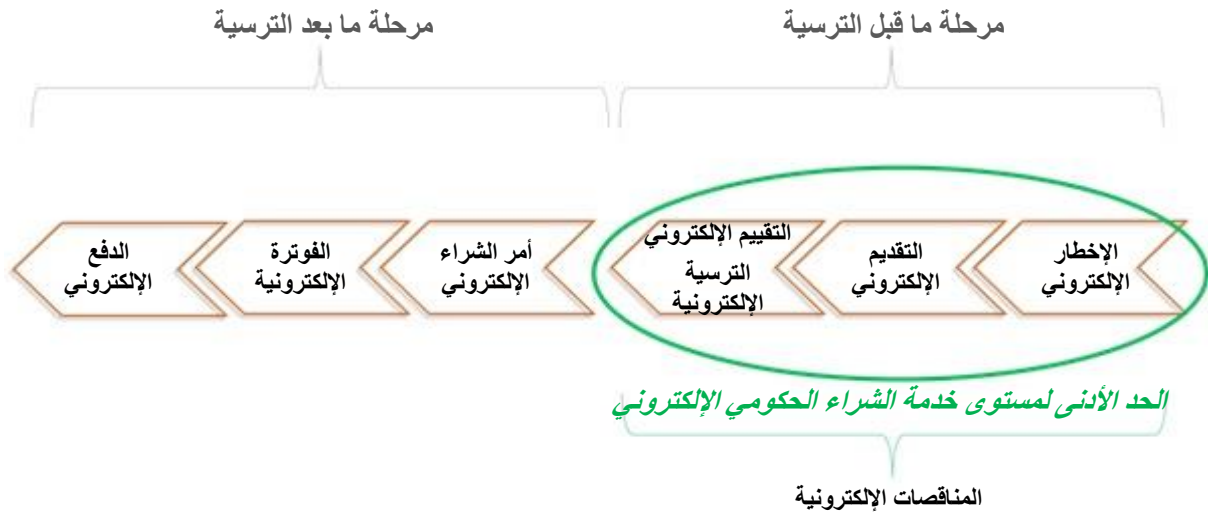 مرحلة ما قبل الترسية
مرحلة ما بعد الترسية
الإخطار
الإلكتروني
التقديم
الإلكتروني
التقييم الإلكتروني
الترسية
الإلكترونية
أمر الشراء
الإلكتروني
الفوترة
الإلكترونية
الدفع
الإلكتروني
الحد الأدنى لمستوى خدمة الشراء الحكومي الإلكتروني
المناقصات الإلكترونية